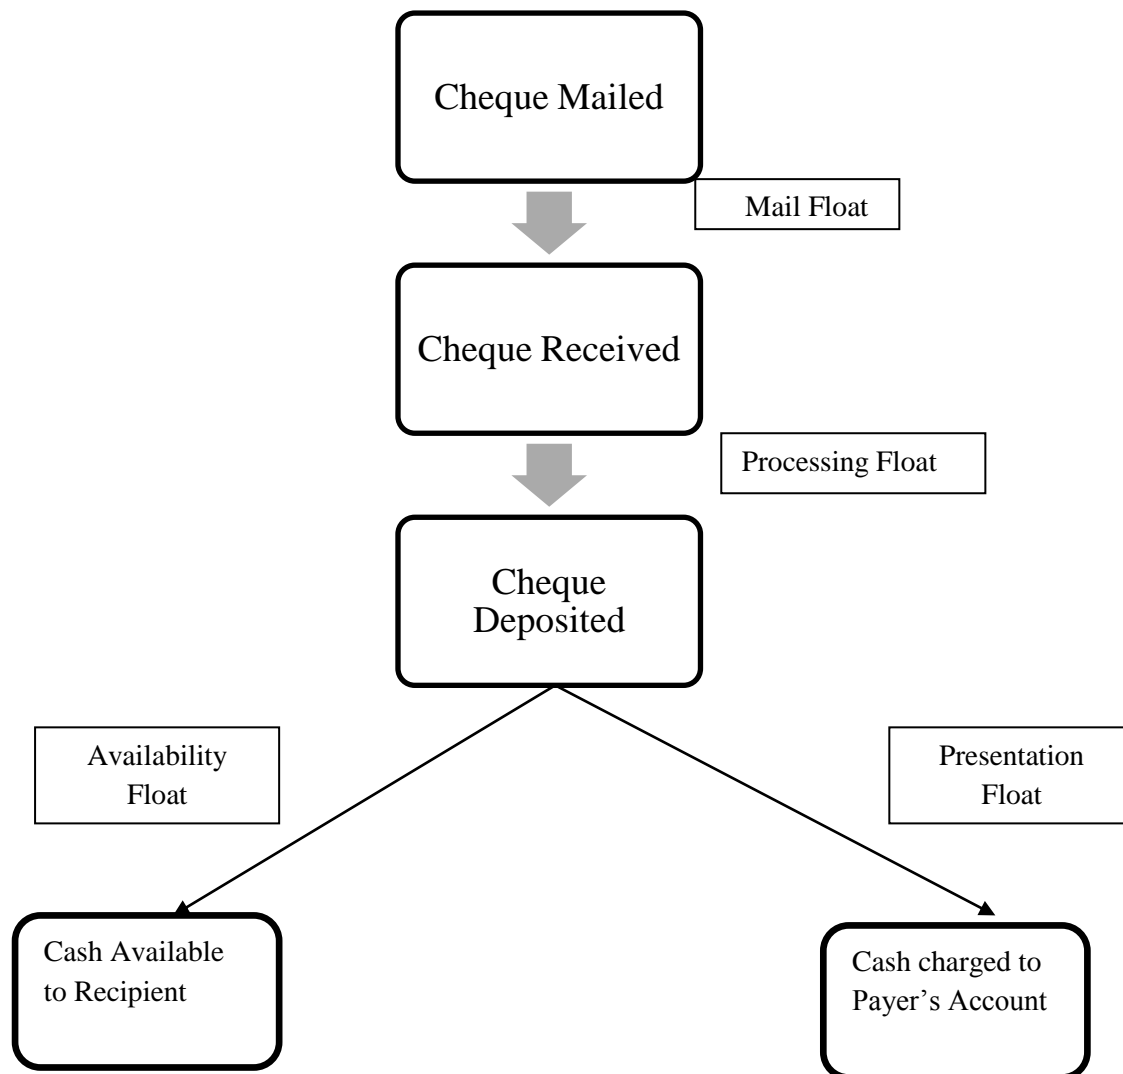 Cheque Mailed
Mail Float
Cheque Received
Processing Float
Cheque
Deposited
Availability
Float
Presentation
Float
Cash Available
to Recipient
Cash charged to
Payer’s Account